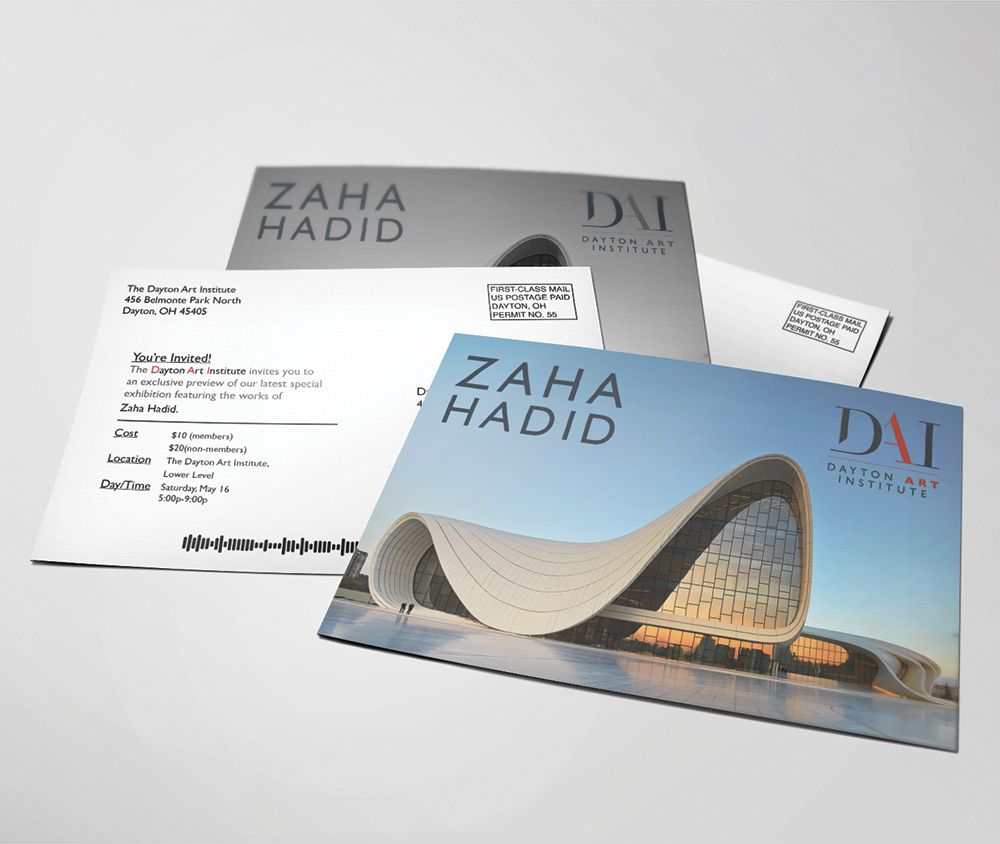 ZAHA
HADID
DAI
DAYTON ART
INSTITUTE
The Dayton Art Institute
456 Belmonte Park North
Dayton, OH 45405
FIRST-CLASS MAIL
US POSTAGE PAID
DAYTON, OH
PERMIT NO. 55
You're Invited!
The Dayton Art Institute invites you to
an exclusive preview of our latest special
exhibition featuring the works of
Zaha Hadid.
Cost $10 (members)
$20(non-members)
Location The Dayton Art Institute,
Lower Level
Day/Time Saturday, May 16
5:00p-9:00p
FIRST-CLASS MAIL
US POSTAGE PAID
DAYTON, OH
PERMIT NO. 55
ZAHA
HADID
DAI
DAYTON ART
INSTITUTE